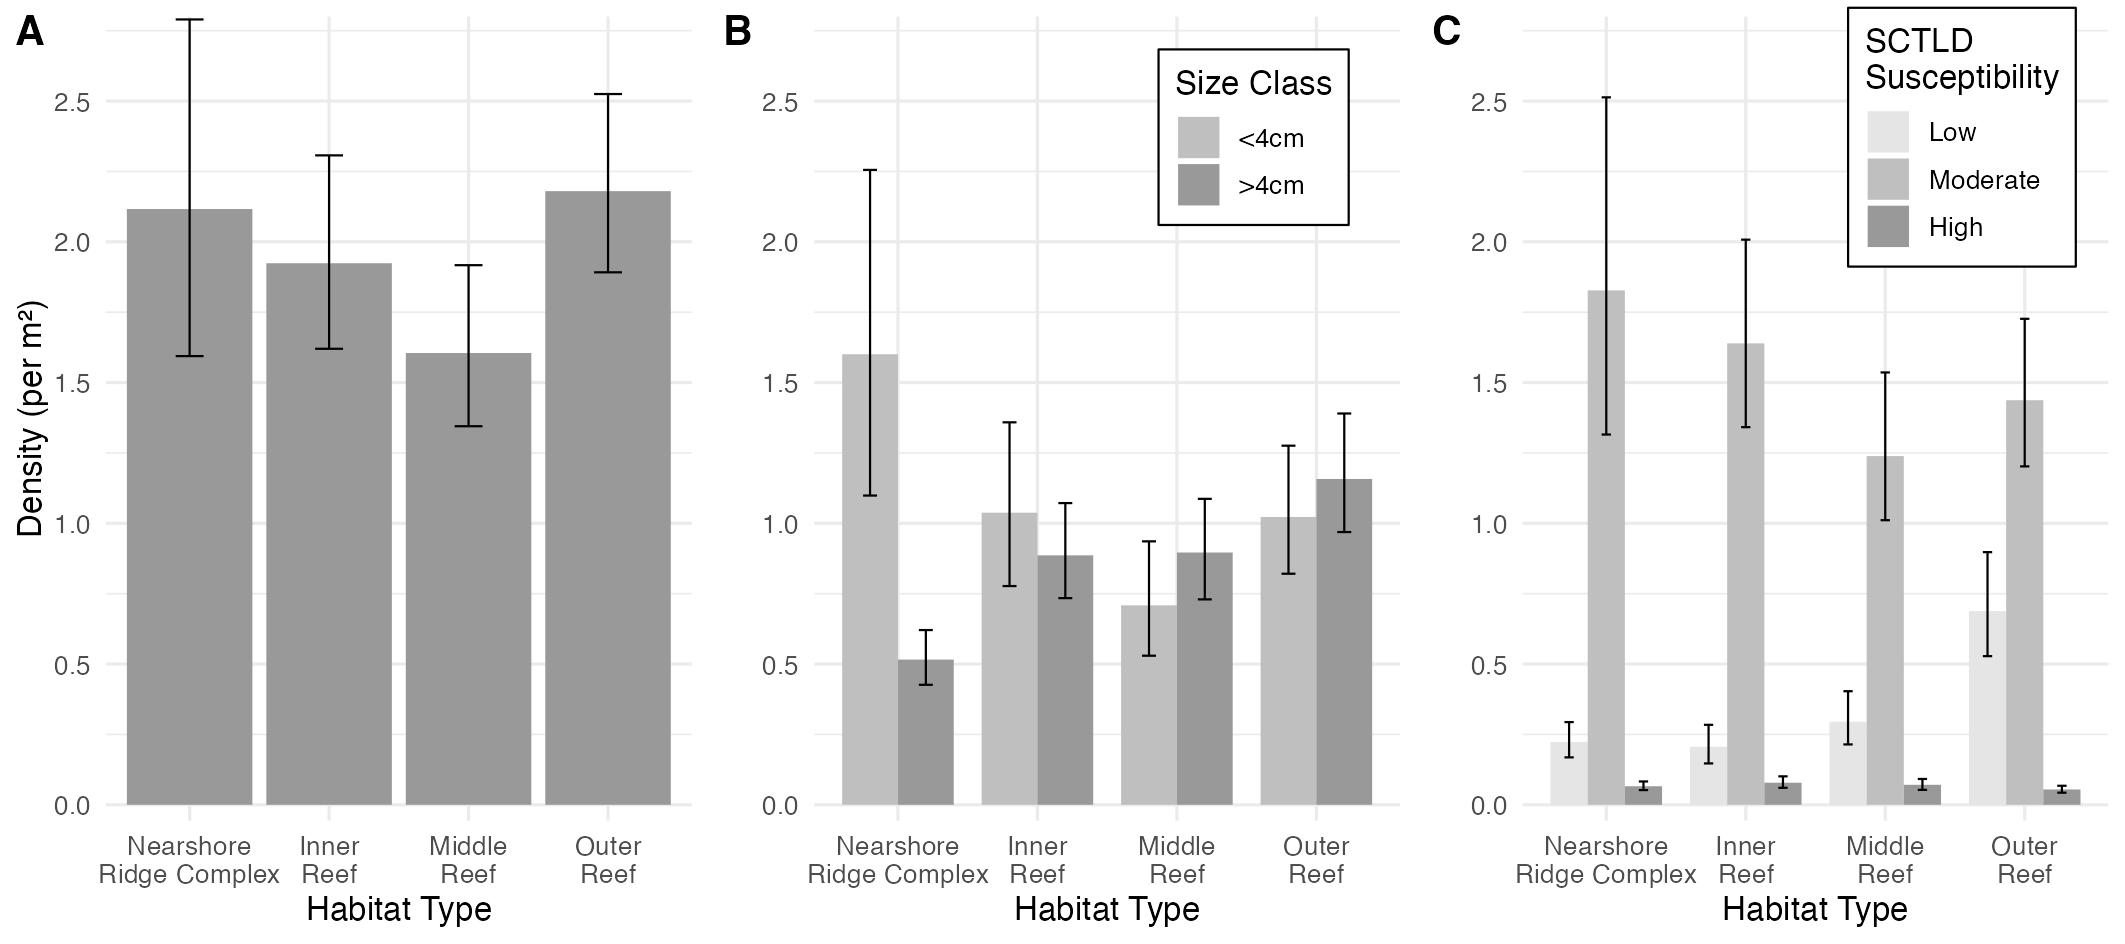 A
Density (per m²)
2.5
2.0
1.5
1.0
0.5
0.0
Nearshore
Ridge Complex
Inner
Reef
Middle
Reef
Outer
Reef
Habitat Type
B
Size Class
<4cm
>4cm
2.5
2.0
1.5
1.0
0.5
0.0
Nearshore
Ridge Complex
Inner
Reef
Middle
Reef
Outer
Reef
Habitat Type
C
SCTLD
Susceptibility
Low
Moderate
High
2.5
2.0
1.5
1.0
0.5
0.0
Nearshore
Ridge Complex
Inner
Reef
Middle
Reef
Outer
Reef
Habitat Type